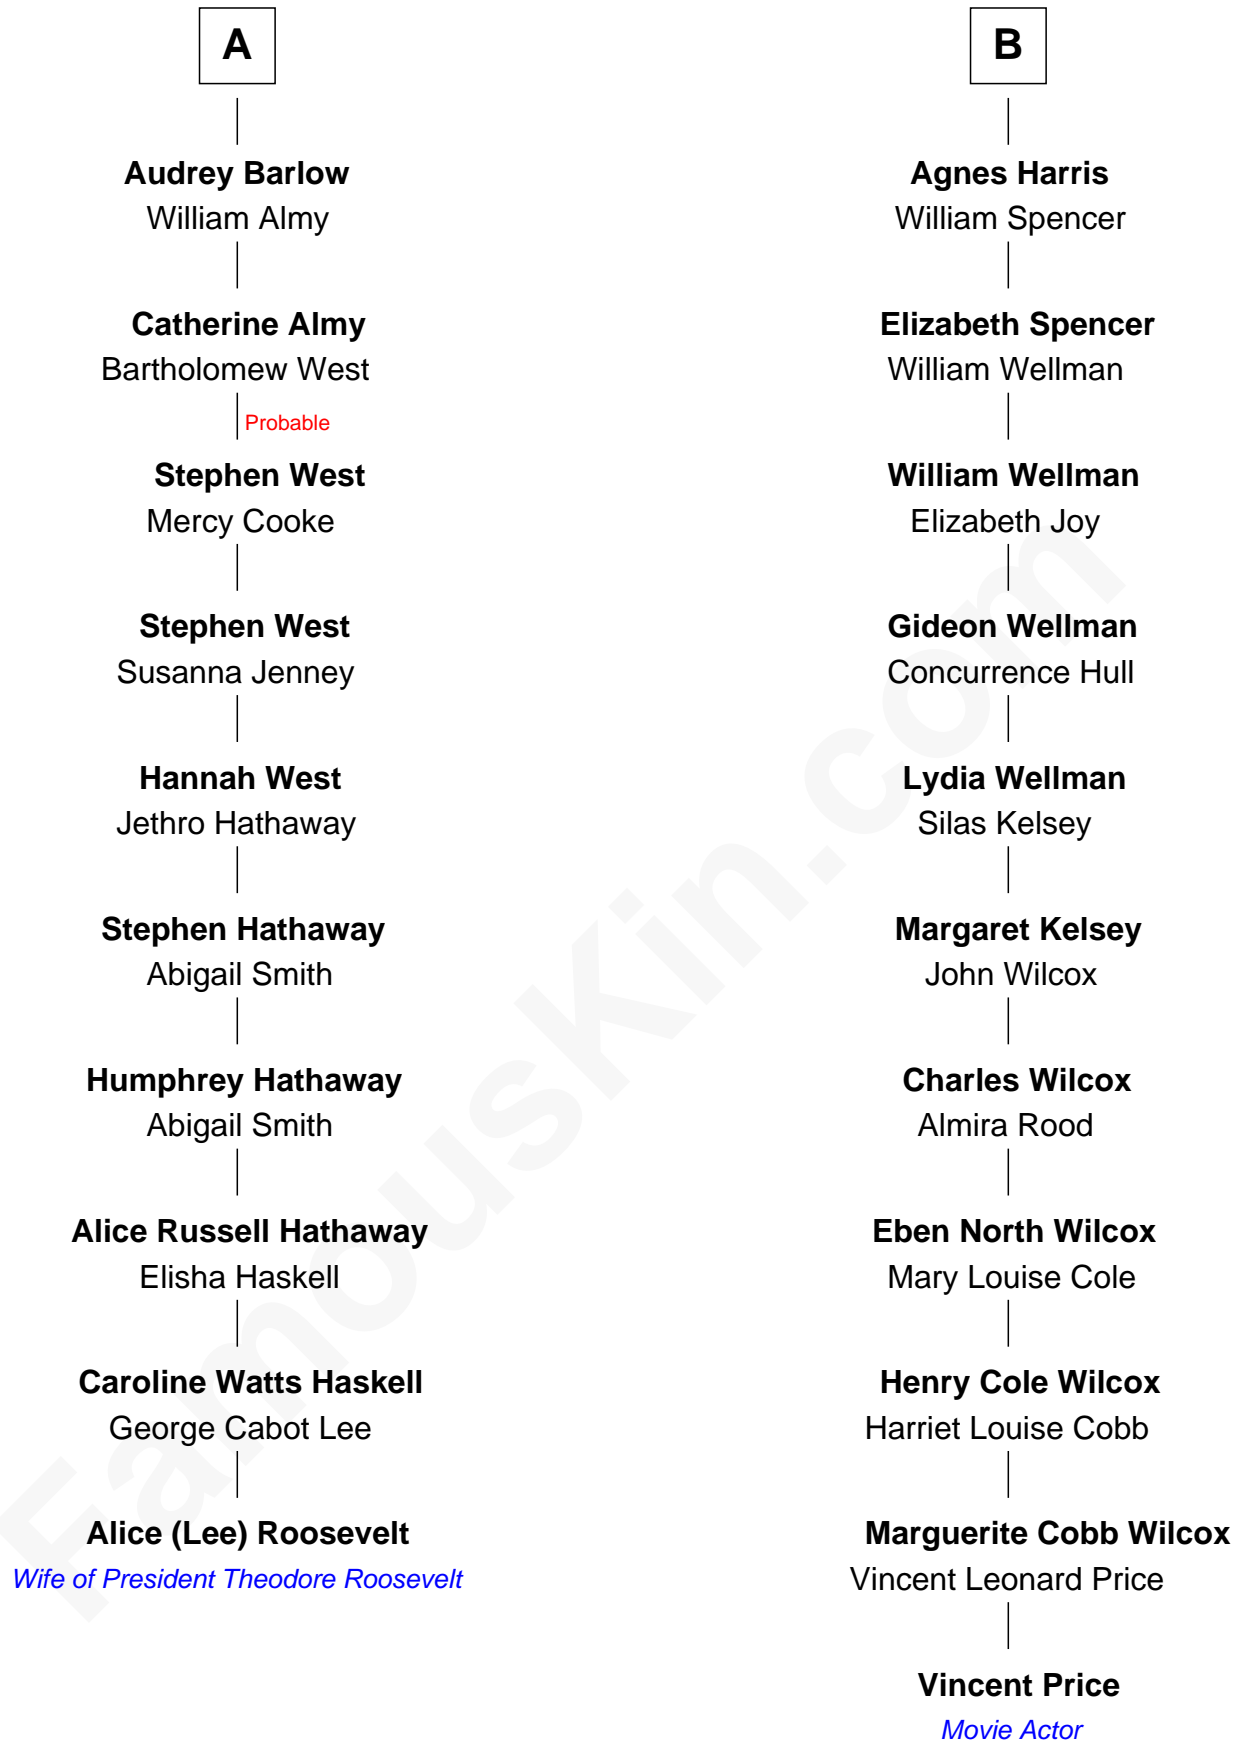 A
Audrey Barlow
William Almy
Catherine Almy
Bartholomew West
Probable
Stephen West
Mercy Cooke
Stephen West
Susanna Jenney
Hannah West
Jethro Hathaway
Stephen Hathaway
Abigail Smith
Humphrey Hathaway
Abigail Smith
Alice Russell Hathaway
Elisha Haskell
Caroline Watts Haskell
George Cabot Lee
Alice (Lee) Roosevelt
Wife of President Theodore Roosevelt
B
Agnes Harris
William Spencer
Elizabeth Spencer
William Wellman
William Wellman
Elizabeth Joy
Gideon Wellman
Concurrence Hull
Lydia Wellman
Silas Kelsey
Margaret Kelsey
John Wilcox
Charles Wilcox
Almira Rood
Eben North Wilcox
Mary Louise Cole
Henry Cole Wilcox
Harriet Louise Cobb
Marguerite Cobb Wilcox
Vincent Leonard Price
Vincent Price
Movie Actor
FamousKin.com